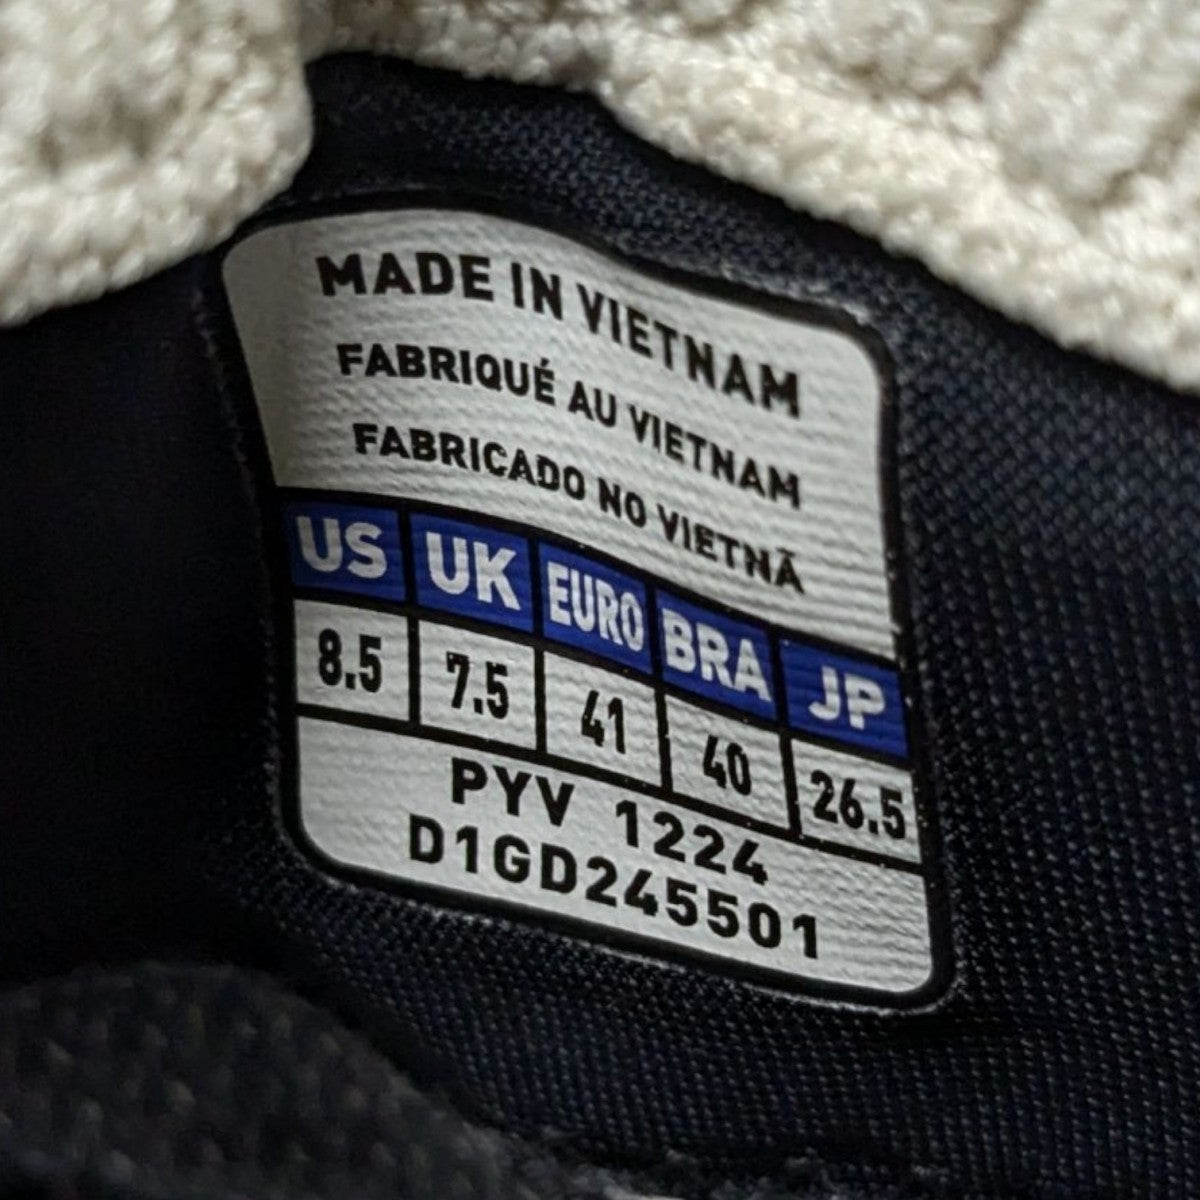 MADE IN VIETNAM
FABRIQUÉ AU VIETNAM
FABRICADO NO VIETNÃ
US UK EURO BRA JP
8.5 7.5 41 40 26.5
PYV 1224
D1GD245501